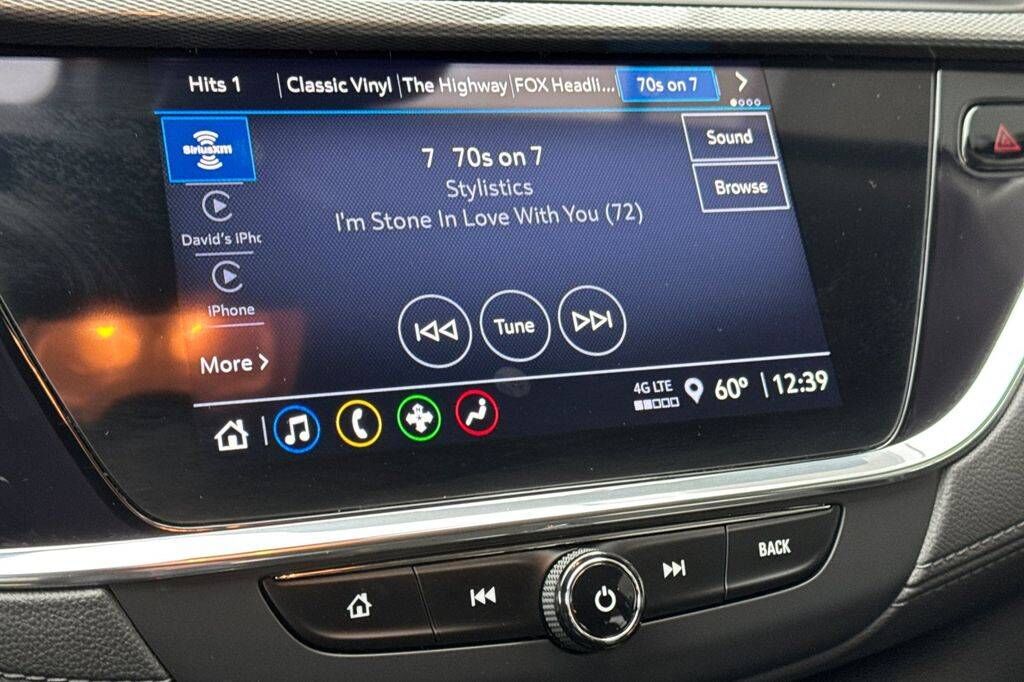 Hits 1 Classic Vinyl The Highway FOX Headli... 70s on 7
SiriusXM
7 70s on 7
Sound
Stylistics
Browse
I'm Stone In Love With You (72)
David's iPhc
iPhone
Tune
More
4G LTE 60° 12:39
BACK